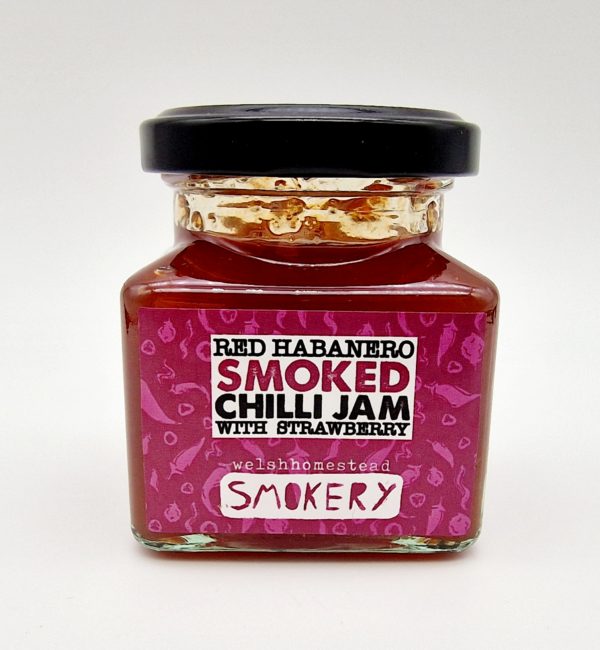 RED HABANERO
SMOKED
CHILLI JAM
WITH STRAWBERRY
welshhomestead
SMOKERY